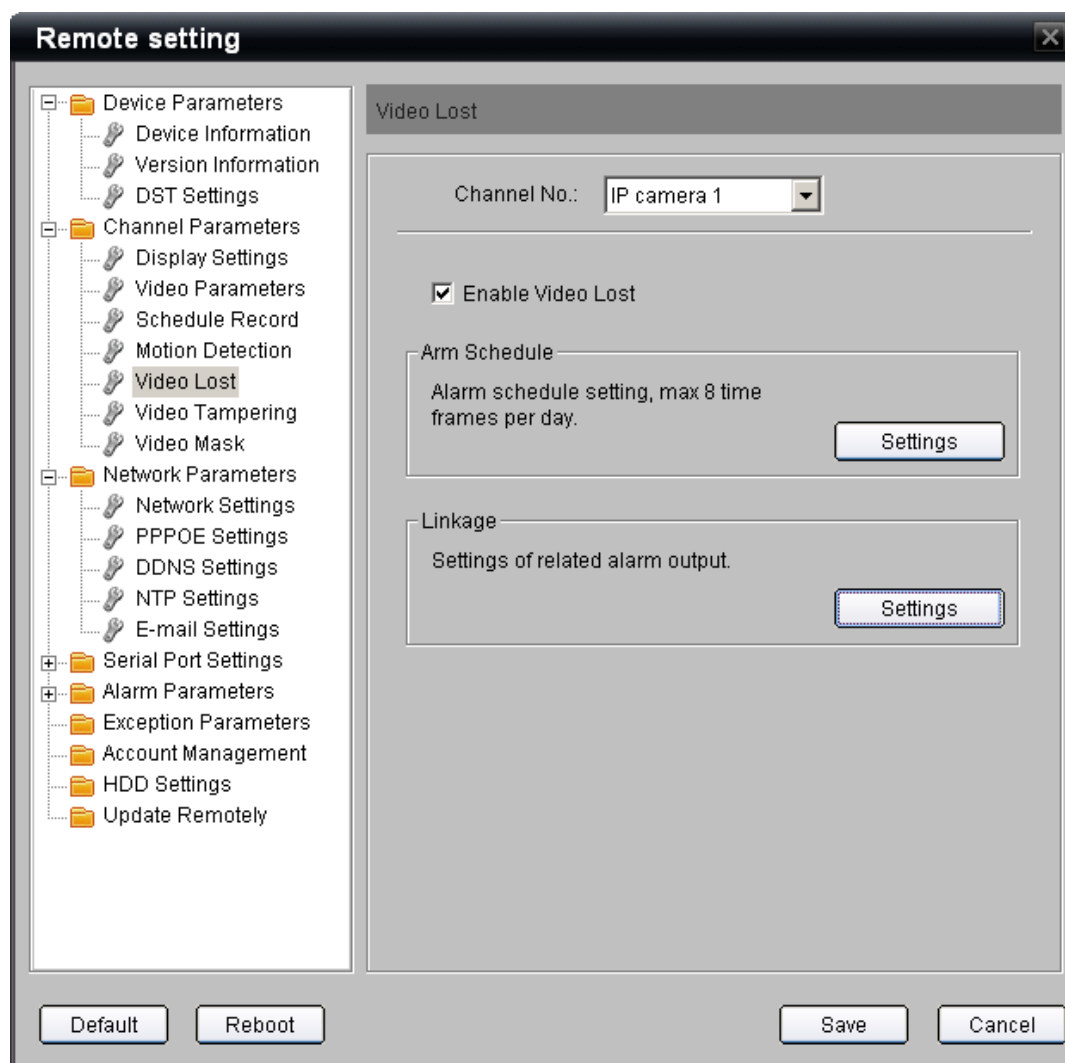 Remote setting
Device Parameters
Device Information
Version Information
DST Settings
Channel Parameters
Display Settings
Video Parameters
Schedule Record
Motion Detection
Video Lost
Video Tampering
Video Mask
Network Parameters
Network Settings
PPPOE Settings
DDNS Settings
NTP Settings
E-mail Settings
Serial Port Settings
Alarm Parameters
Exception Parameters
Account Management
HDD Settings
Update Remotely
Video Lost
Channel No.: IP camera 1
Enable Video Lost
Arm Schedule
Alarm schedule setting, max 8 time
frames per day.
Settings
Linkage
Settings of related alarm output.
Settings
Default Reboot Save Cancel